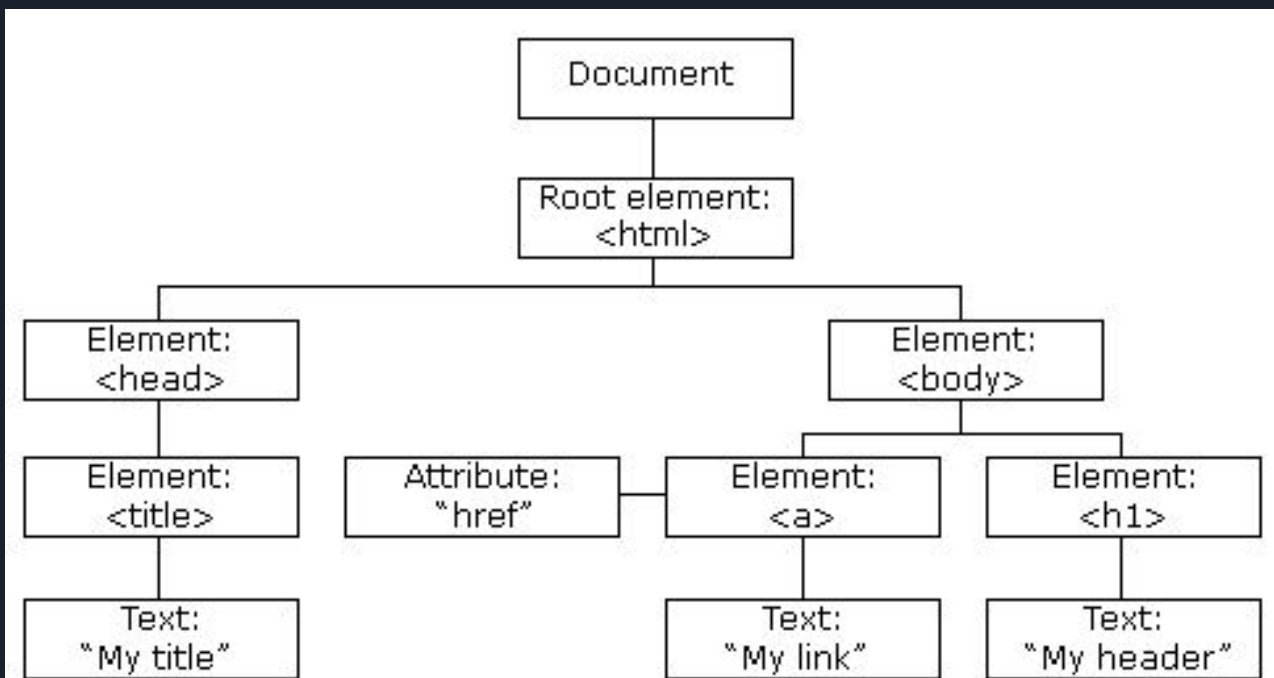 Document
Root element:
<html>
Element:
<head>
Element:
<body>
Element:
<title>
Attribute:
“href”
Element:
<a>
Element:
<h1>
Text:
“My title”
Text:
“My link”
Text:
“My header”